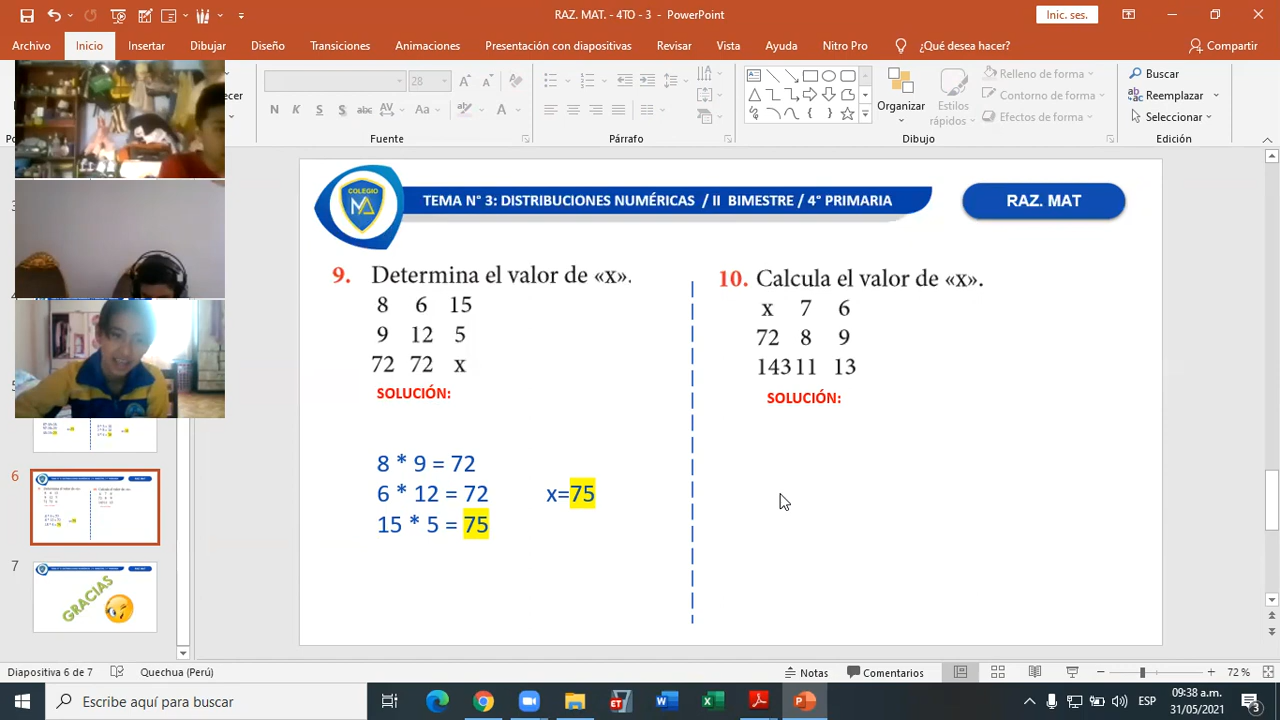 RAZ. MAT. - 4TO - 3 - PowerPoint
Inic. ses.
Archivo Inicio Insertar Dibujar Diseño Transiciones Animaciones Presentación con diapositivas Revisar Vista Ayuda Nitro Pro ¿Qué desea hacer? Compartir
28
Organizar
Estilos rápidos
Relleno de forma
Contorno de forma
Efectos de forma
Buscar
Reemplazar
Seleccionar
Fuente Párrafo Dibujo Edición
COLEGIO
TEMA N° 3: DISTRIBUCIONES NUMÉRICAS / II BIMESTRE / 4° PRIMARIA
RAZ. MAT
9. Determina el valor de «x».
8 6 15
9 12 5
72 72 x
SOLUCIÓN:
8 * 9 = 72
6 * 12 = 72 x=75
15 * 5 = 75
10. Calcula el valor de «x».
x 7 6
72 8 9
143 11 13
SOLUCIÓN:
6
7
GRACIAS
Diapositiva 6 de 7 Quechua (Perú) Notas Comentarios 72 %
Escribe aquí para buscar
ESP
09:38 a.m.
31/05/2021
3